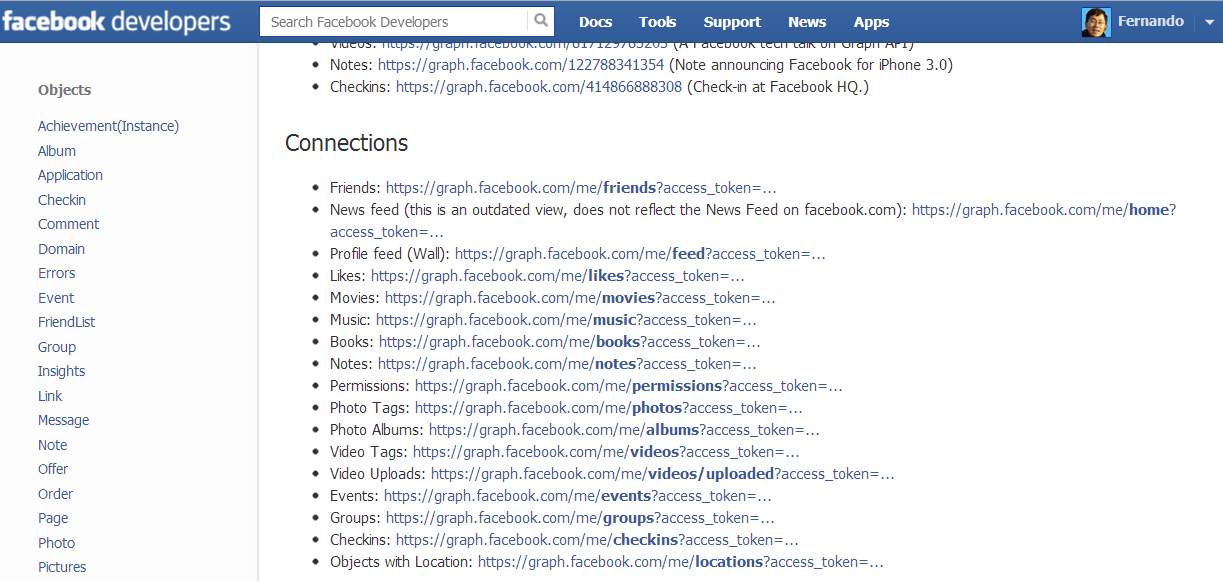 facebook developers
Search Facebook Developers
Docs Tools Support News Apps
Fernando
Objects
Achievement(Instance)
Album
Application
Checkin
Comment
Domain
Errors
Event
FriendList
Group
Insights
Link
Message
Note
Offer
Order
Page
Photo
Pictures
Videos: https://graph.facebook.com/817129783203 (A Facebook tech talk on Graph API)
Notes: https://graph.facebook.com/122788341354 (Note announcing Facebook for iPhone 3.0)
Checkins: https://graph.facebook.com/414866888308 (Check-in at Facebook HQ.)
Connections
Friends: https://graph.facebook.com/me/friends?access_token=...
News feed (this is an outdated view, does not reflect the News Feed on facebook.com): https://graph.facebook.com/me/home?
access_token=...
Profile feed (Wall): https://graph.facebook.com/me/feed?access_token=...
Likes: https://graph.facebook.com/me/likes?access_token=...
Movies: https://graph.facebook.com/me/movies?access_token=...
Music: https://graph.facebook.com/me/music?access_token=...
Books: https://graph.facebook.com/me/books?access_token=...
Notes: https://graph.facebook.com/me/notes?access_token=...
Permissions: https://graph.facebook.com/me/permissions?access_token=...
Photo Tags: https://graph.facebook.com/me/photos?access_token=...
Photo Albums: https://graph.facebook.com/me/albums?access_token=...
Video Tags: https://graph.facebook.com/me/videos?access_token=...
Video Uploads: https://graph.facebook.com/me/videos/uploaded?access_token=...
Events: https://graph.facebook.com/me/events?access_token=...
Groups: https://graph.facebook.com/me/groups?access_token=...
Checkins: https://graph.facebook.com/me/checkins?access_token=...
Objects with Location: https://graph.facebook.com/me/locations?access_token=...